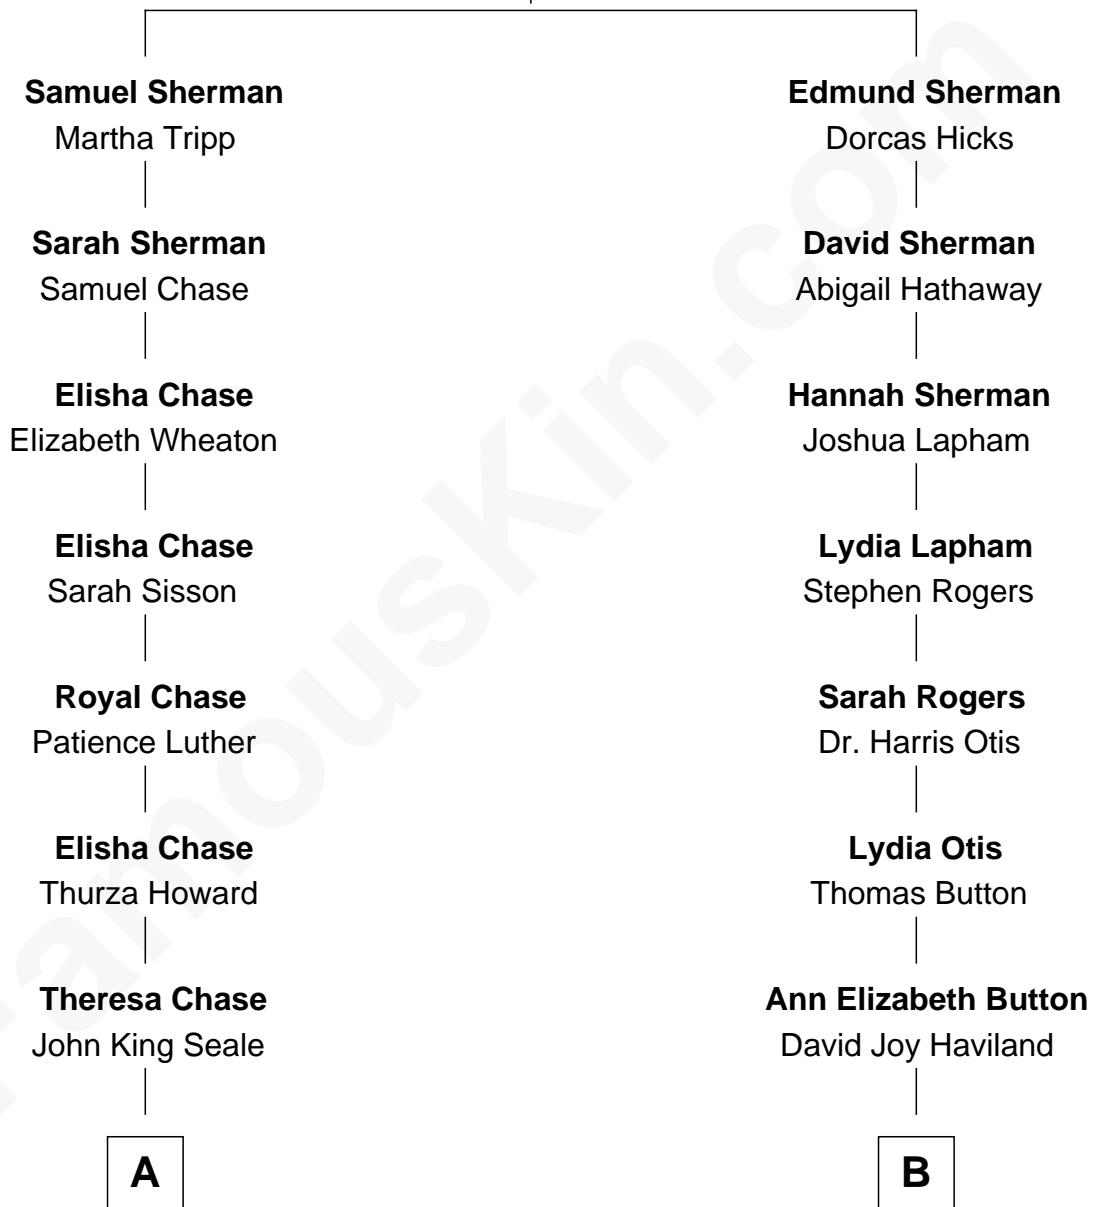 Samuel Sherman
Martha Tripp
Sarah Sherman
Samuel Chase
Elisha Chase
Elizabeth Wheaton
Elisha Chase
Sarah Sisson
Royal Chase
Patience Luther
Elisha Chase
Thurza Howard
Theresa Chase
John King Seale
A
Edmund Sherman
Dorcas Hicks
David Sherman
Abigail Hathaway
Hannah Sherman
Joshua Lapham
Lydia Lapham
Stephen Rogers
Sarah Rogers
Dr. Harris Otis
Lydia Otis
Thomas Button
Ann Elizabeth Button
David Joy Haviland
B
FamousKin.com